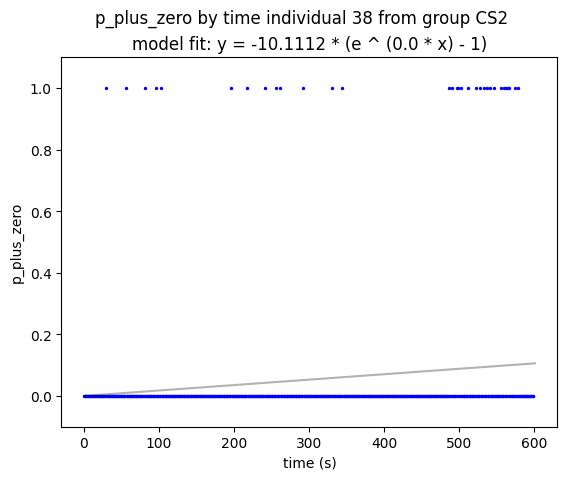 p_plus_zero by time individual 38 from group CS2
model fit: y = -10.1112 * (e ^ (0.0 * x) - 1)
1.0
0.8
0.6
0.4
0.2
0.0
p_plus_zero
0 100 200 300 400 500 600
time (s)